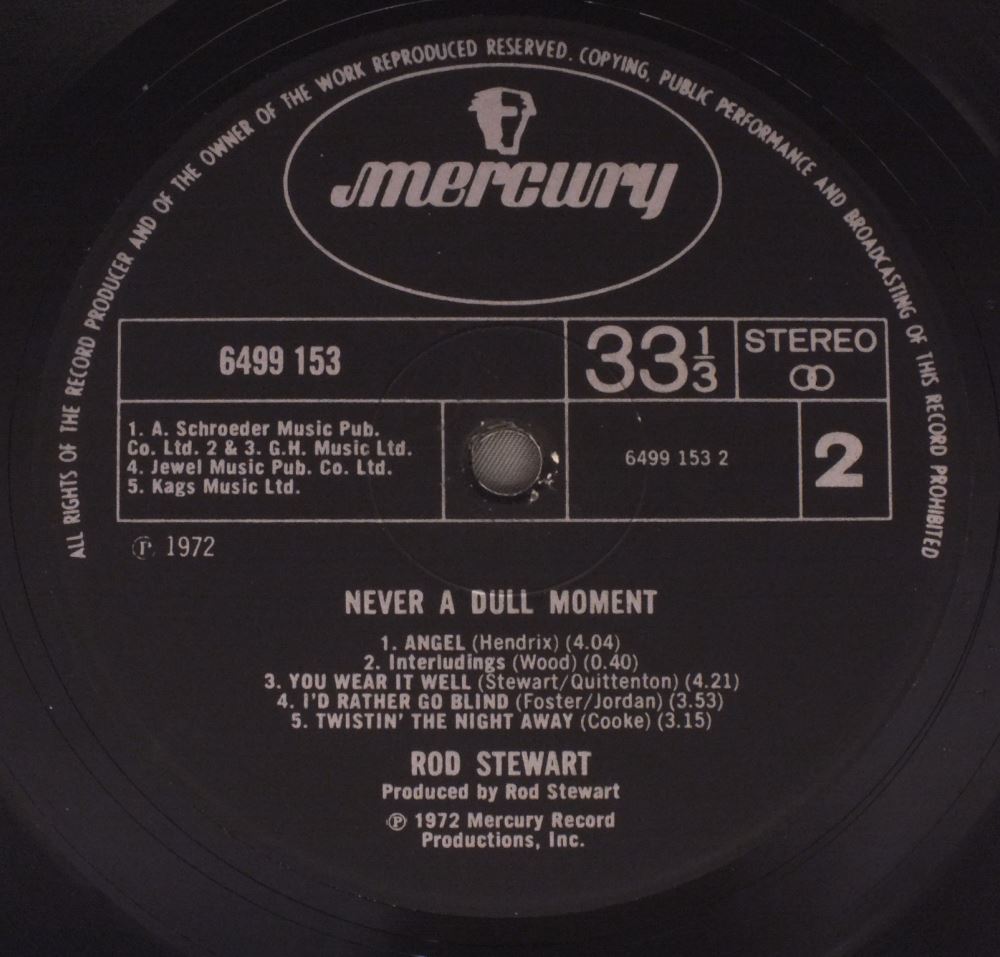 ALL RIGHTS OF THE RECORD PRODUCER AND OF THE OWNER OF THE WORK REPRODUCED RESERVED. COPYING, PUBLIC PERFORMANCE AND BROADCASTING OF THIS RECORD PROHIBITED
mercury
6499 153
33 1/3
STEREO
1. A. Schroeder Music Pub.
Co. Ltd. 2 & 3. G.H. Music Ltd.
4. Jewel Music Pub. Co. Ltd.
5. Kags Music Ltd.
6499 153 2
2
Ⓟ 1972
NEVER A DULL MOMENT
1. ANGEL (Hendrix) (4.04)
2. Interludings (Wood) (0.40)
3. YOU WEAR IT WELL (Stewart/Quittenton) (4.21)
4. I'D RATHER GO BLIND (Foster/Jordan) (3.53)
5. TWISTIN' THE NIGHT AWAY (Cooke) (3.15)
ROD STEWART
Produced by Rod Stewart
Ⓟ 1972 Mercury Record
Productions, Inc.